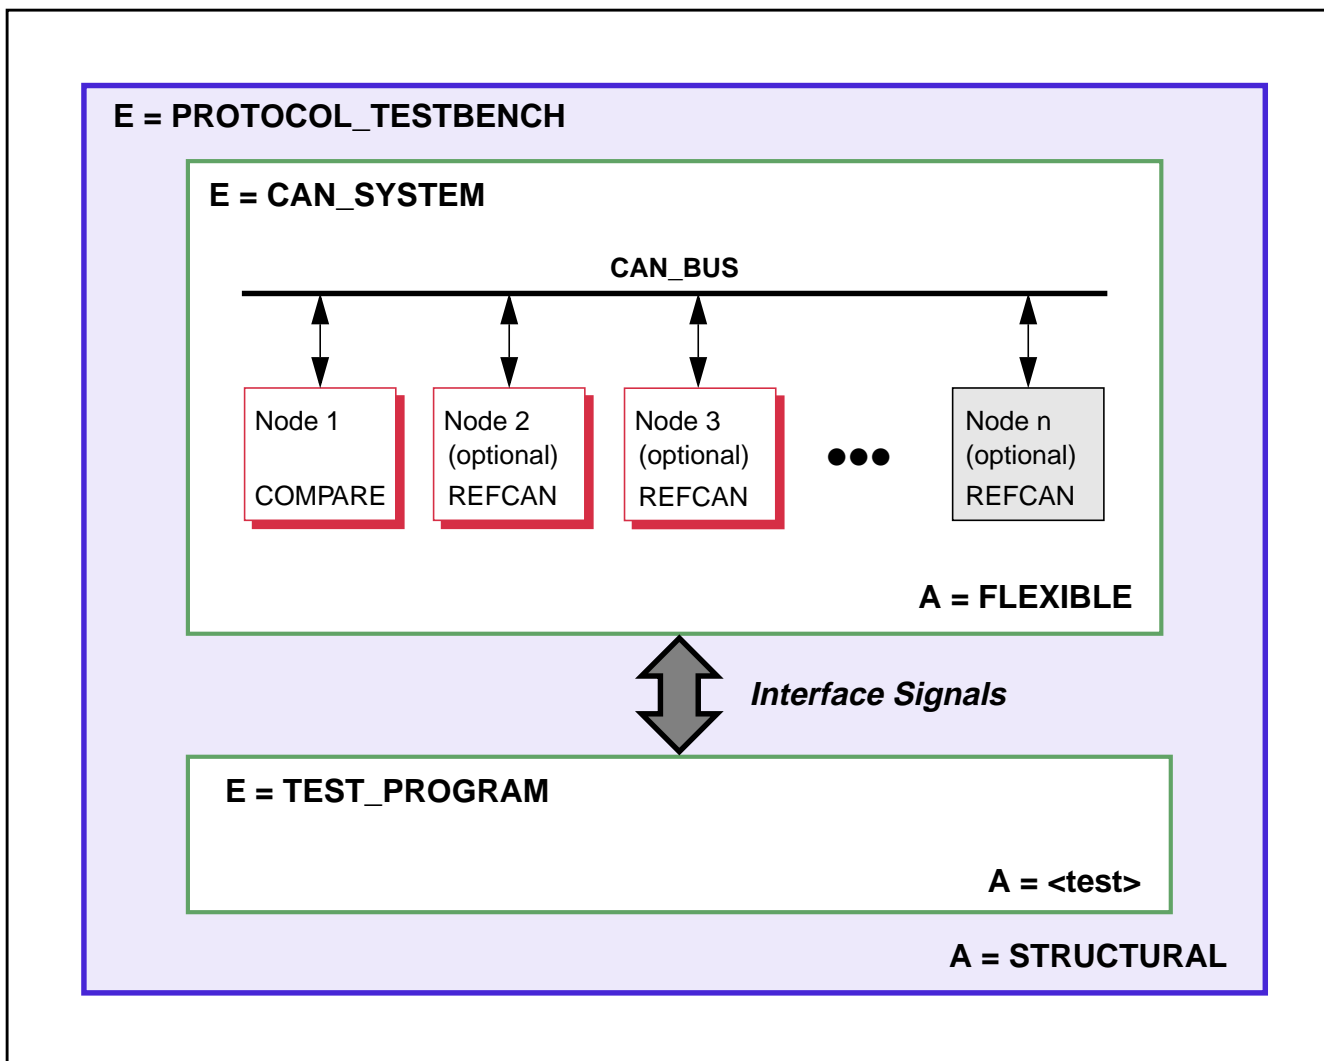 E = PROTOCOL_TESTBENCH
E = CAN_SYSTEM
CAN_BUS
Node 1
COMPARE
Node 2
(optional)
REFCAN
Node 3
(optional)
REFCAN
Node n
(optional)
REFCAN
A = FLEXIBLE
Interface Signals
E = TEST_PROGRAM
A = <test>
A = STRUCTURAL